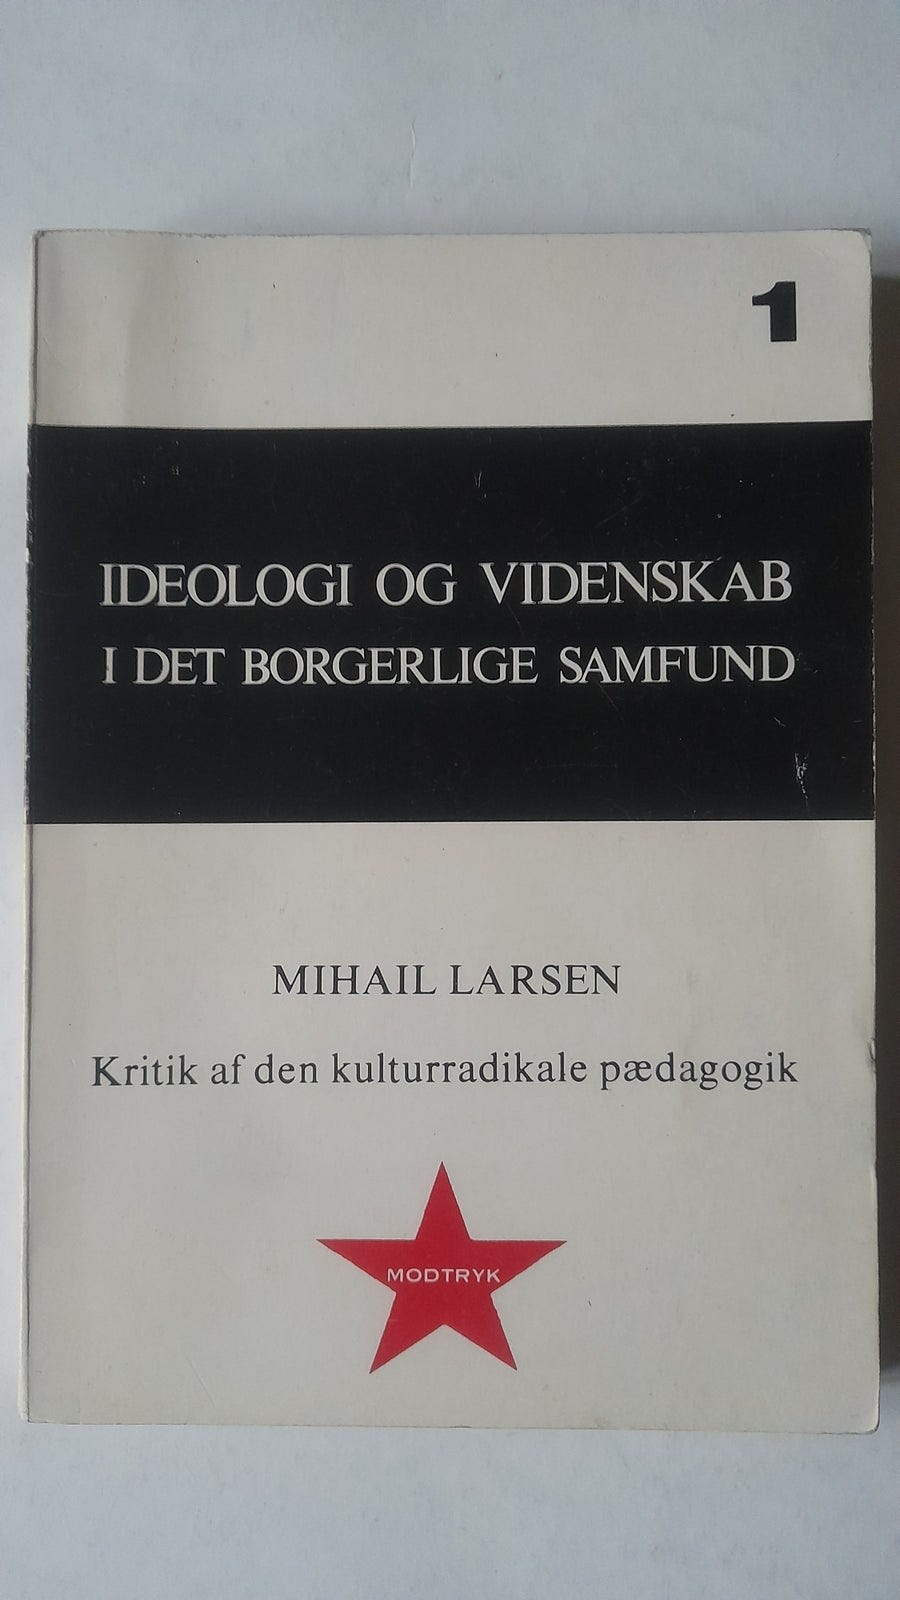 1
IDEOLOGI OG VIDENSKAB
I DET BORGERLIGE SAMFUND
MIHAIL LARSEN
Kritik af den kulturradikale pædagogik
MODTRYK